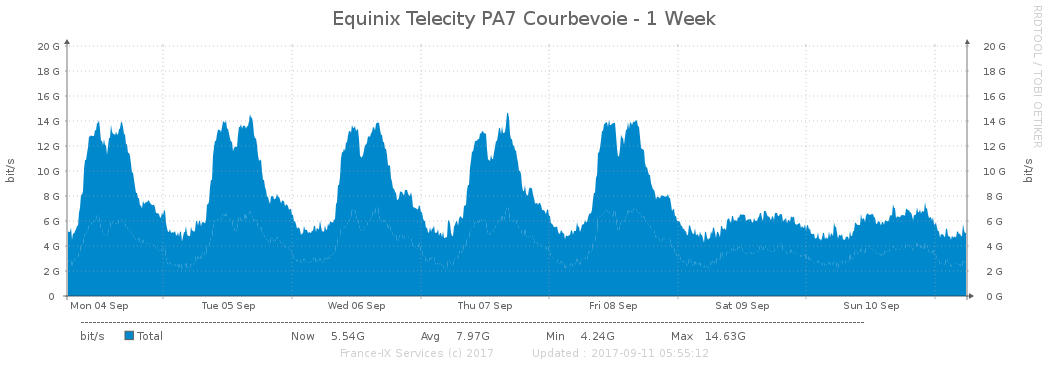 Equinix Telecity PA7 Courbevoie - 1 Week
RRDTOOL / TOBI OETIKER
bit/s
20 G
18 G
16 G
14 G
12 G
10 G
8 G
6 G
4 G
2 G
0
20 G
18 G
16 G
14 G
12 G
10 G
8 G
6 G
4 G
2 G
0 G
bit/s
Mon 04 Sep Tue 05 Sep Wed 06 Sep Thu 07 Sep Fri 08 Sep Sat 09 Sep Sun 10 Sep
bit/s Total Now 5.54G Avg 7.97G Min 4.24G Max 14.63G
France-IX Services (c) 2017 Updated : 2017-09-11 05:55:12